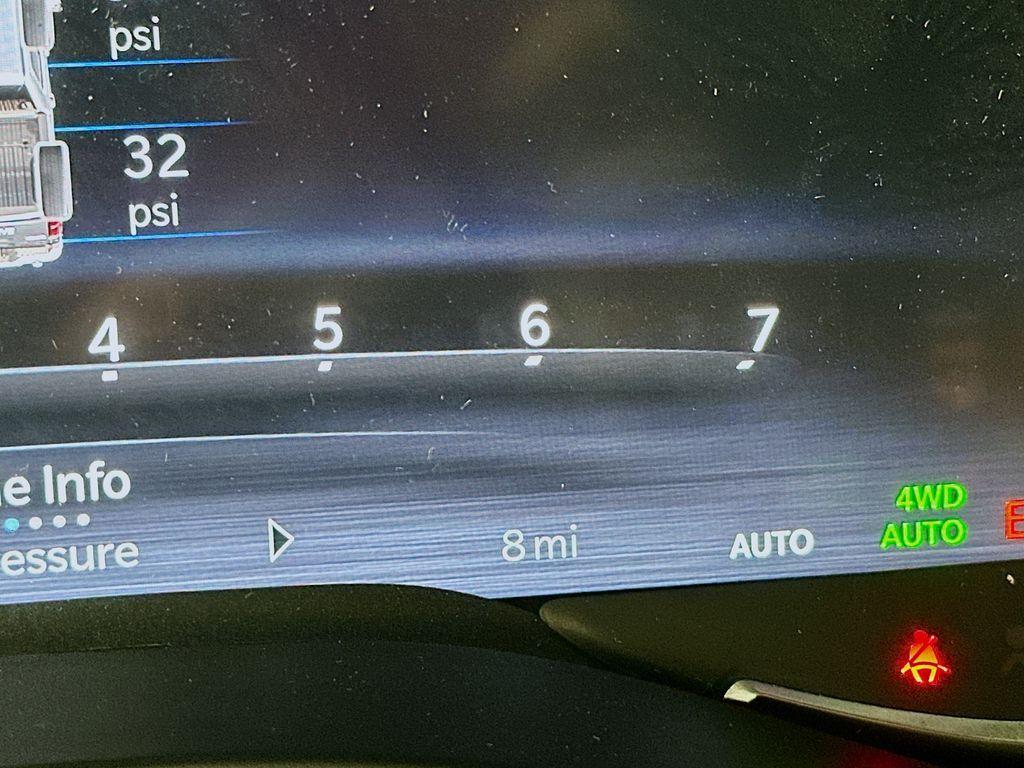 psi
32
psi
4 5 6 7
e Info
essure
8 mi
AUTO
4WD
AUTO